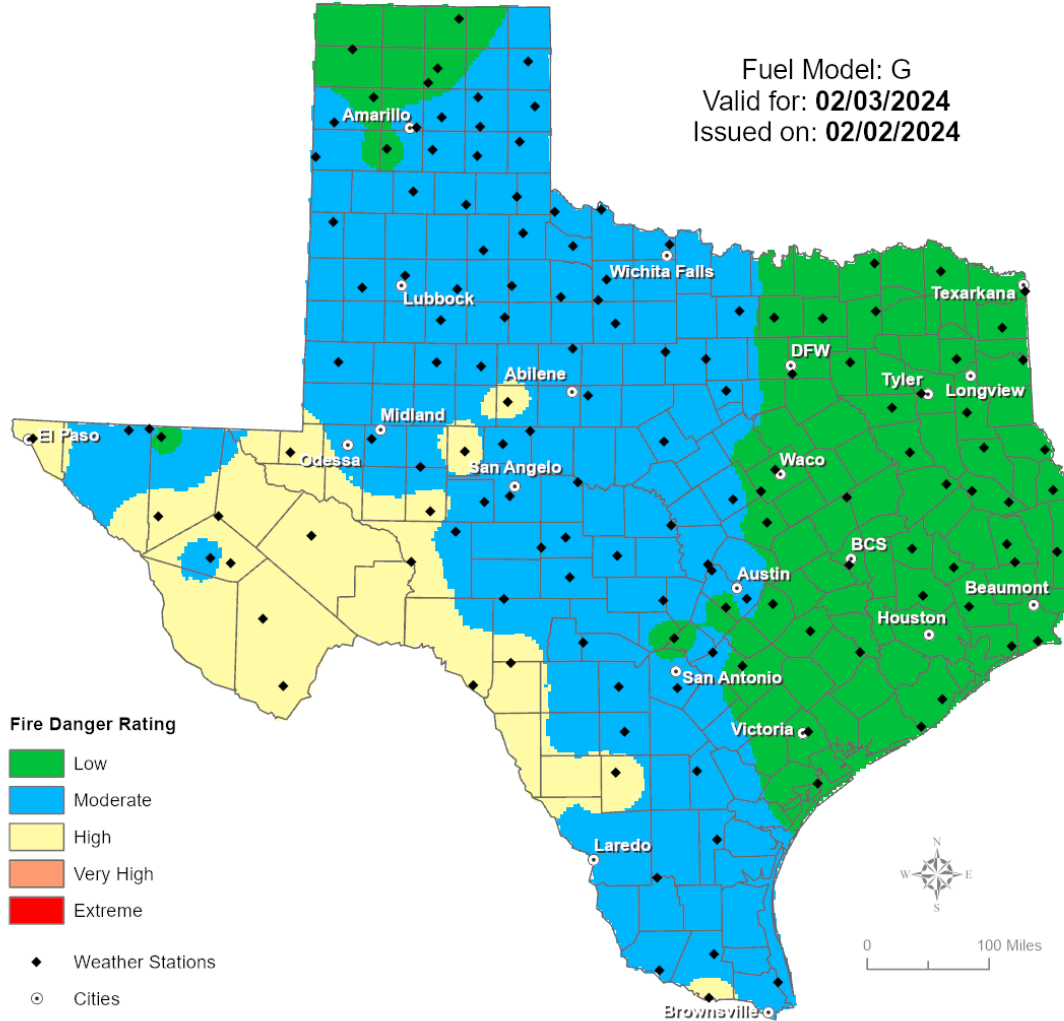 Fuel Model: G
Valid for: 02/03/2024
Issued on: 02/02/2024
Amarillo
Wichita Falls
Lubbock
Texarkana
DFW
Abilene
Tyler
Longview
Midland
El Paso
Odessa
San Angelo
Waco
BCS
Austin
Beaumont
Houston
San Antonio
Victoria
Laredo
Brownsville
Fire Danger Rating
Low
Moderate
High
Very High
Extreme
Weather Stations
Cities
N
W E
S
0 100 Miles